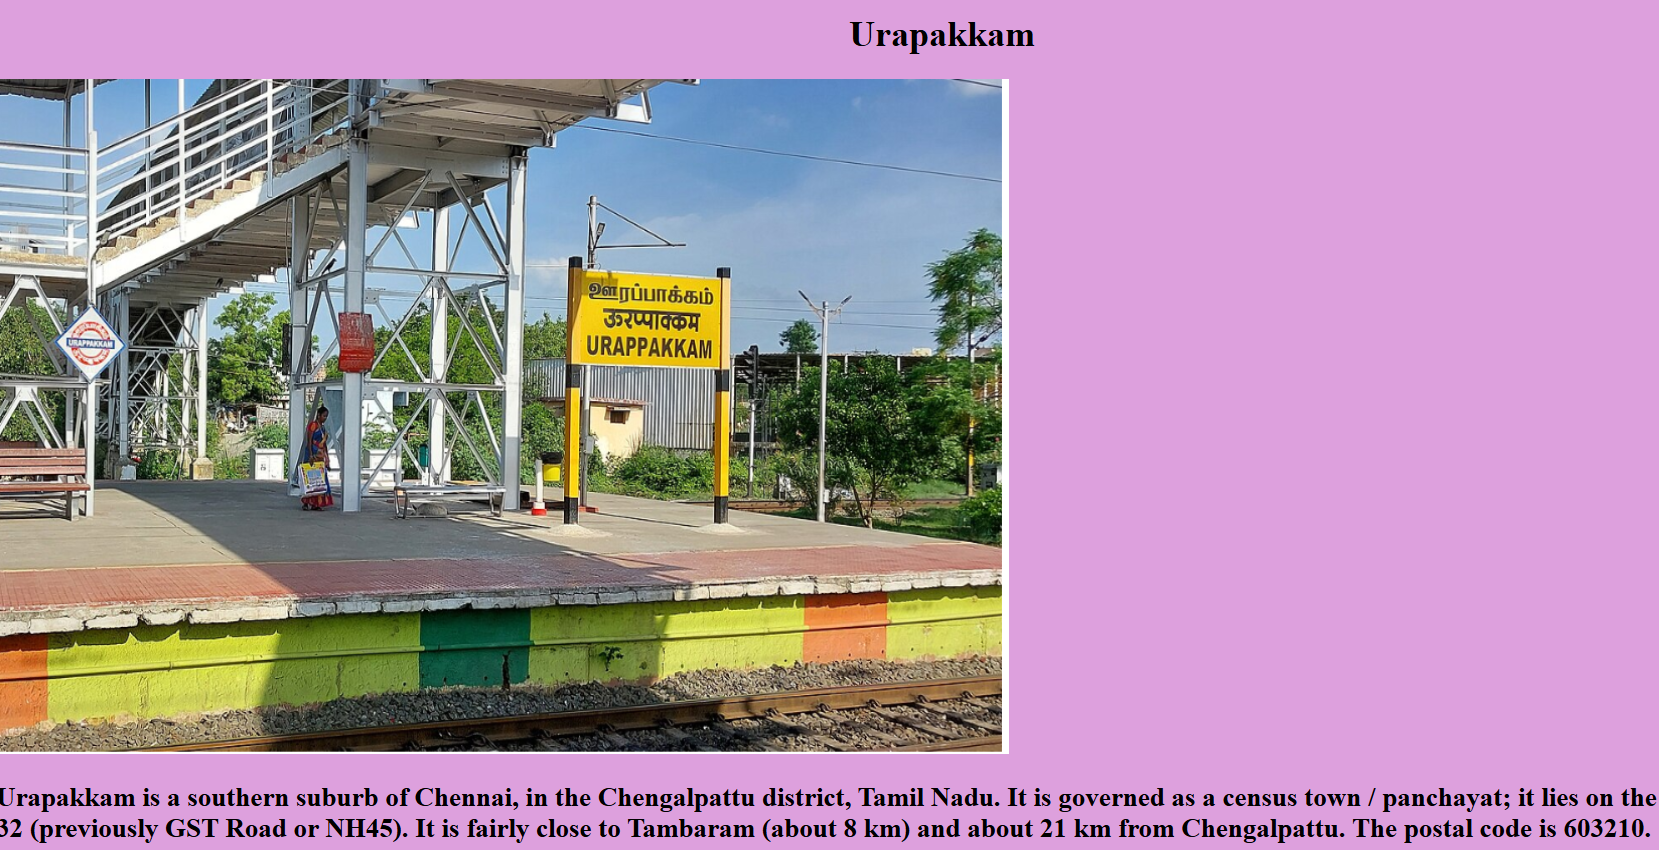 Urapakkam
ஊரப்பாக்கம்
ऊरप्पाक्कम
URAPPAKKAM
URAPPAKKAM
Urapakkam is a southern suburb of Chennai, in the Chengalpattu district, Tamil Nadu. It is governed as a census town / panchayat; it lies on the
32 (previously GST Road or NH45). It is fairly close to Tambaram (about 8 km) and about 21 km from Chengalpattu. The postal code is 603210.